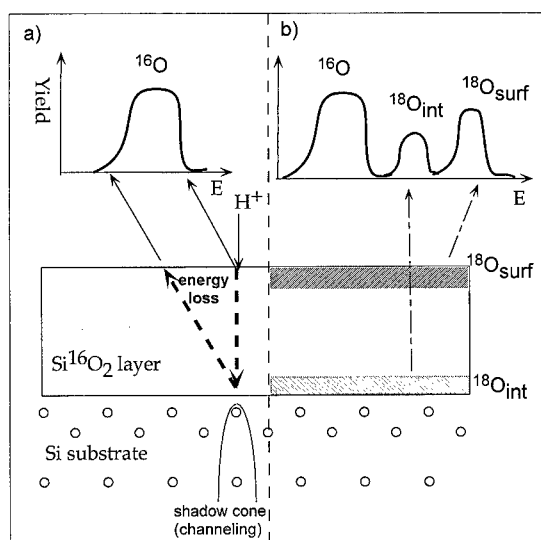 a)
16O
Yield
E
H+
b)
16O
18Oint
18Osurf
E
energy
loss
Si16O2 layer
18Osurf
18Oint
Si substrate
shadow cone
(channeling)